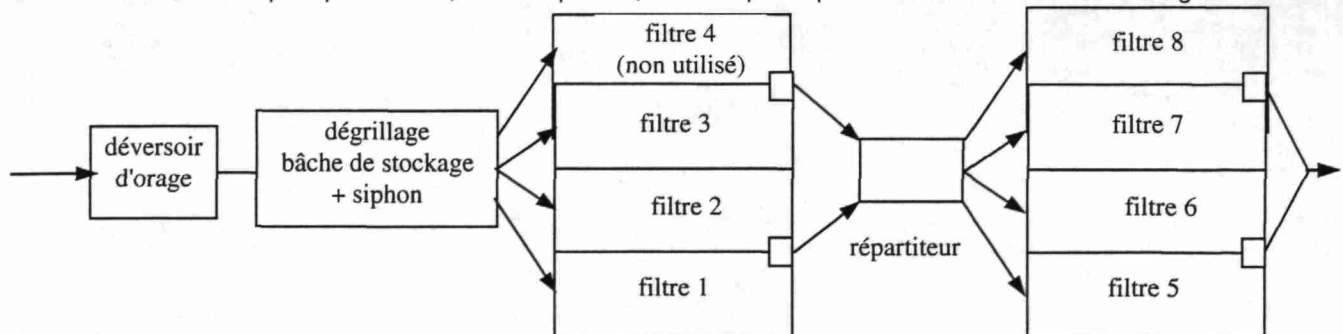 déversoir
d'orage
dégrillage
bâche de stockage
+ siphon
filtre 4
(non utilisé)
filtre 3
filtre 2
filtre 1
répartiteur
filtre 8
filtre 7
filtre 6
filtre 5